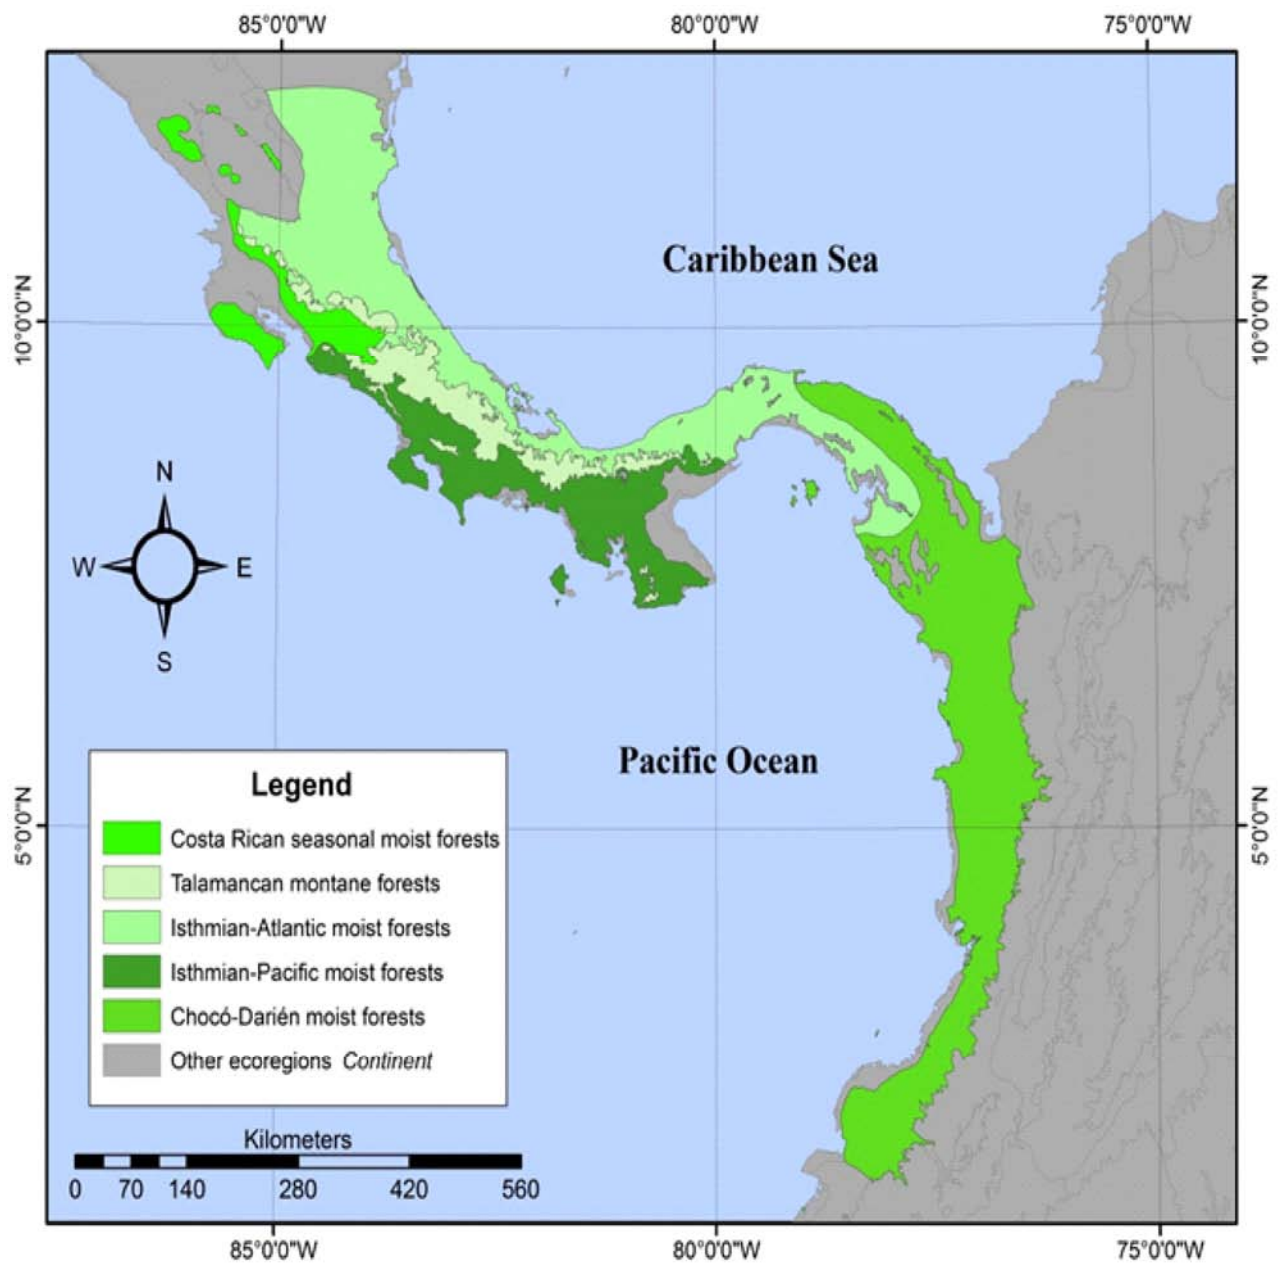 85°0'0"W
80°0'0"W
75°0'0"W
10°0'0"N
10°0'0"N
Caribbean Sea
N
W
E
S
Pacific Ocean
5°0'0"N
5°0'0"N
Legend
Costa Rican seasonal moist forests
Talamancan montane forests
Isthmian-Atlantic moist forests
Isthmian-Pacific moist forests
Chocó-Darién moist forests
Other ecoregions Continent
Kilometers
0 70 140 280 420 560
85°0'0"W
80°0'0"W
75°0'0"W